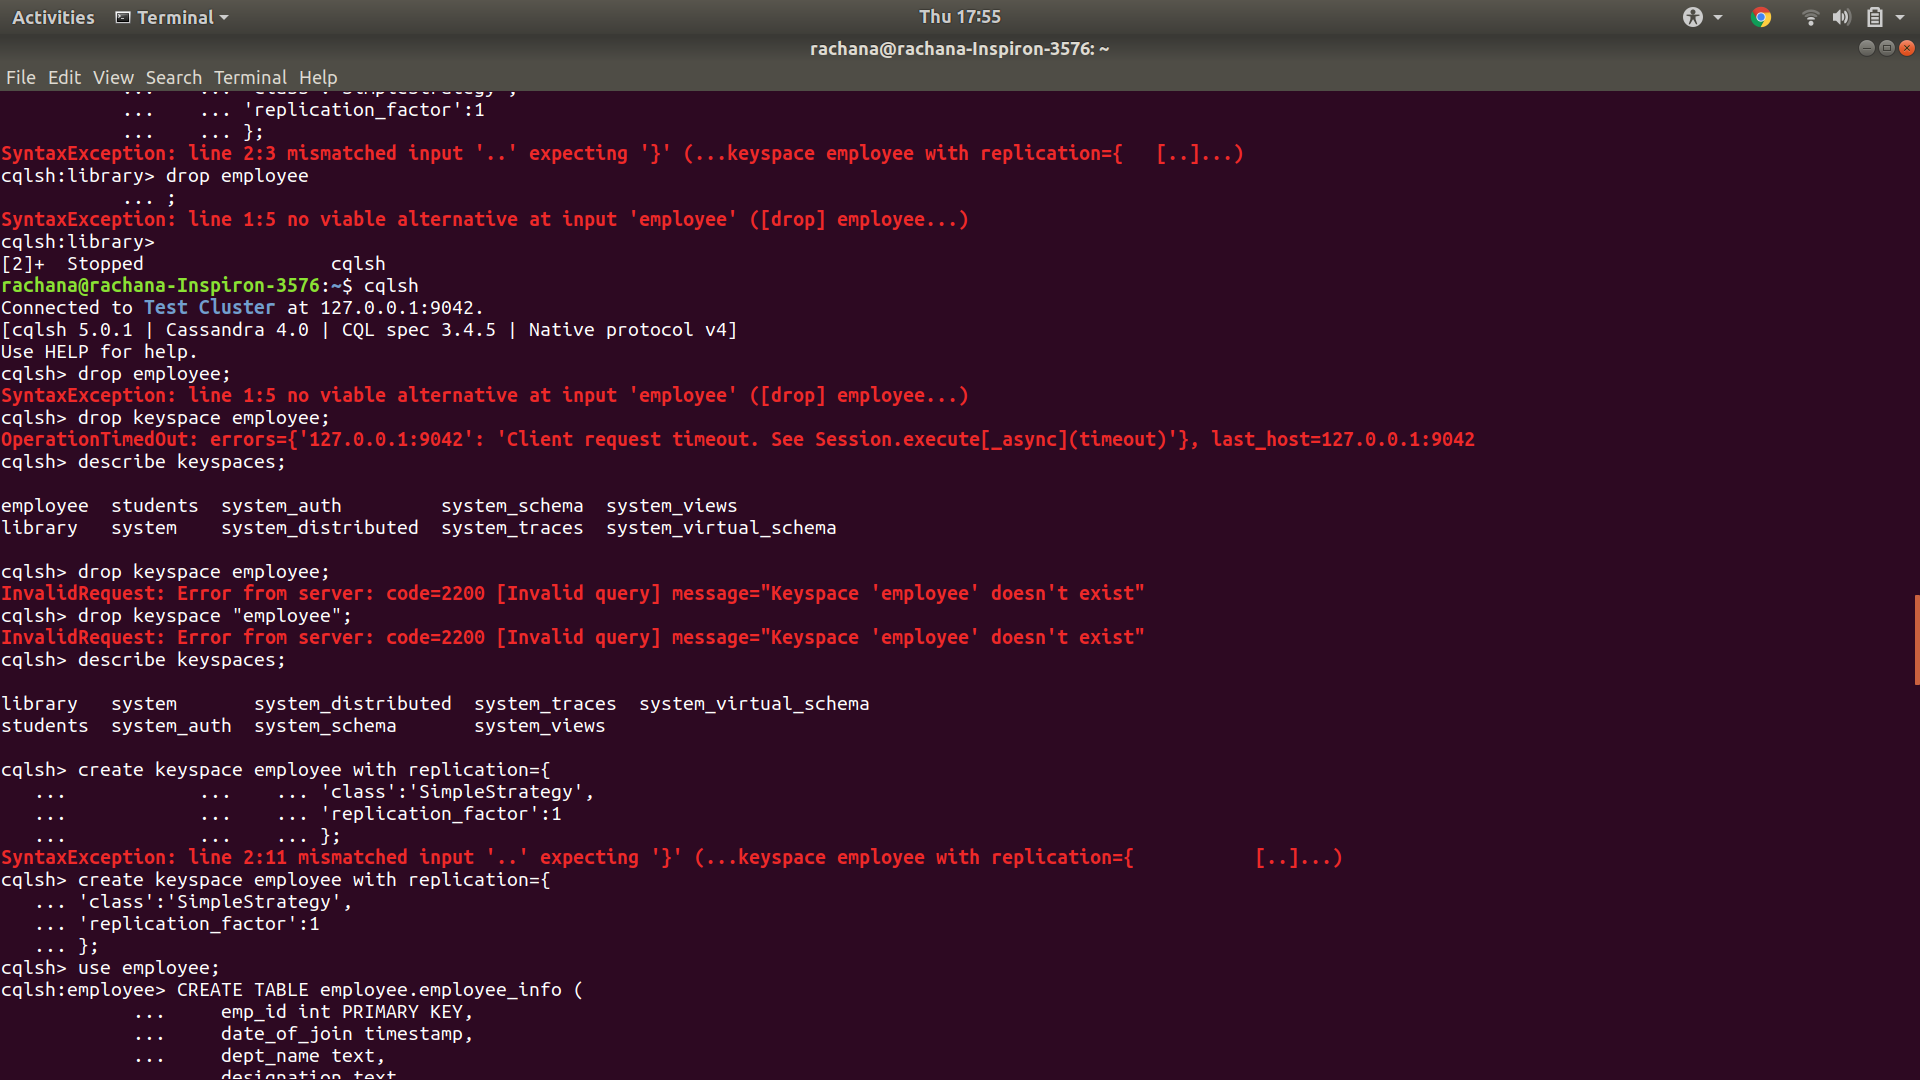 Activities Terminal Thu 17:55
rachana@rachana-Inspiron-3576: ~
File Edit View Search Terminal Help
... ... 'class':'SimpleStrategy',
... ... 'replication_factor':1
... ... };
SyntaxException: line 2:3 mismatched input '..' expecting '}' (...keyspace employee with replication={   [..]...)
cqlsh:library> drop employee
... ;
SyntaxException: line 1:5 no viable alternative at input 'employee' ([drop] employee...)
cqlsh:library>
[2]+  Stopped                 cqlsh
rachana@rachana-Inspiron-3576:~$ cqlsh
Connected to Test Cluster at 127.0.0.1:9042.
[cqlsh 5.0.1 | Cassandra 4.0 | CQL spec 3.4.5 | Native protocol v4]
Use HELP for help.
cqlsh> drop employee;
SyntaxException: line 1:5 no viable alternative at input 'employee' ([drop] employee...)
cqlsh> drop keyspace employee;
OperationTimedOut: errors={'127.0.0.1:9042': 'Client request timeout. See Session.execute[_async](timeout)'}, last_host=127.0.0.1:9042
cqlsh> describe keyspaces;
employee  students  system_auth         system_schema  system_views
library   system    system_distributed  system_traces  system_virtual_schema
cqlsh> drop keyspace employee;
InvalidRequest: Error from server: code=2200 [Invalid query] message="Keyspace 'employee' doesn't exist"
cqlsh> drop keyspace "employee";
InvalidRequest: Error from server: code=2200 [Invalid query] message="Keyspace 'employee' doesn't exist"
cqlsh> describe keyspaces;
library   system       system_distributed  system_traces  system_virtual_schema
students  system_auth  system_schema       system_views
cqlsh> create keyspace employee with replication={
... ... ... 'class':'SimpleStrategy',
... ... ... 'replication_factor':1
... ... ... };
SyntaxException: line 2:11 mismatched input '..' expecting '}' (...keyspace employee with replication={           [..]...)
cqlsh> create keyspace employee with replication={
... 'class':'SimpleStrategy',
... 'replication_factor':1
... };
cqlsh> use employee;
cqlsh:employee> CREATE TABLE employee.employee_info (
...     emp_id int PRIMARY KEY,
...     date_of_join timestamp,
...     dept_name text,
designation text